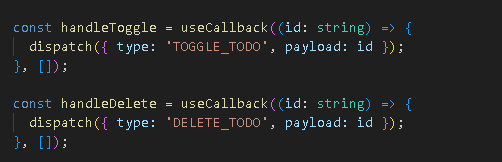 const handleToggle = useCallback((id: string) => {
  dispatch({ type: 'TOGGLE_TODO', payload: id });
}, []);

const handleDelete = useCallback((id: string) => {
  dispatch({ type: 'DELETE_TODO', payload: id });
}, []);